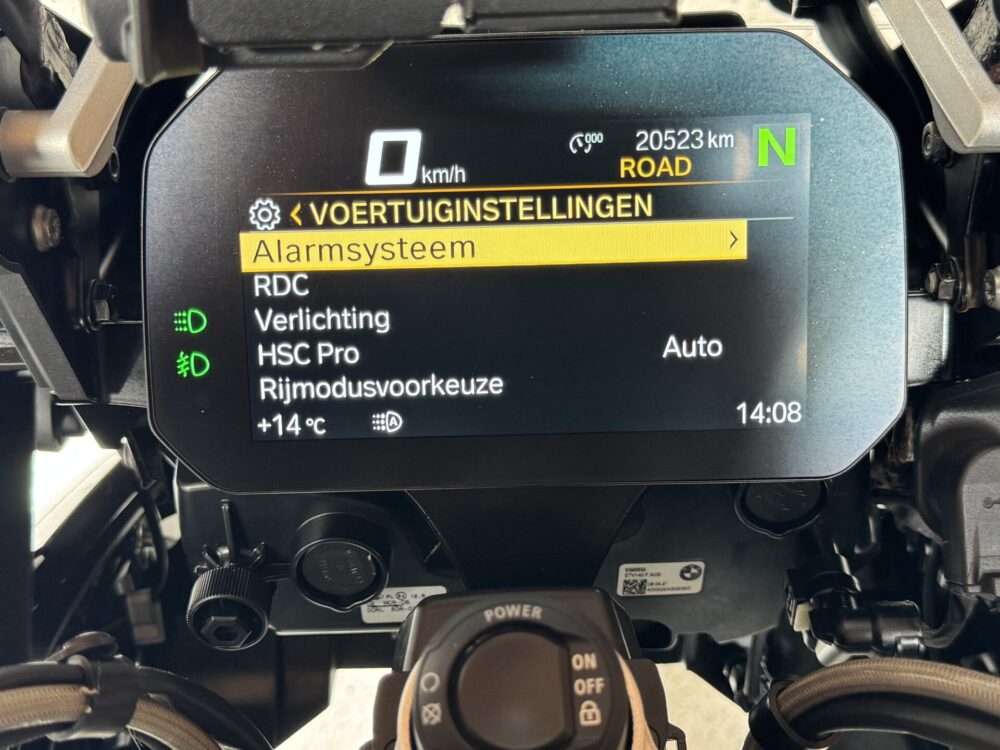 0 km/h
000
20523 km
ROAD
N
VOERTUIGINSTELLINGEN
Alarmsysteem
RDC
Verlichting
HSC Pro Auto
Rijmodusvoorkeuze
+14 °C
A
14:08
POWER
ON
OFF